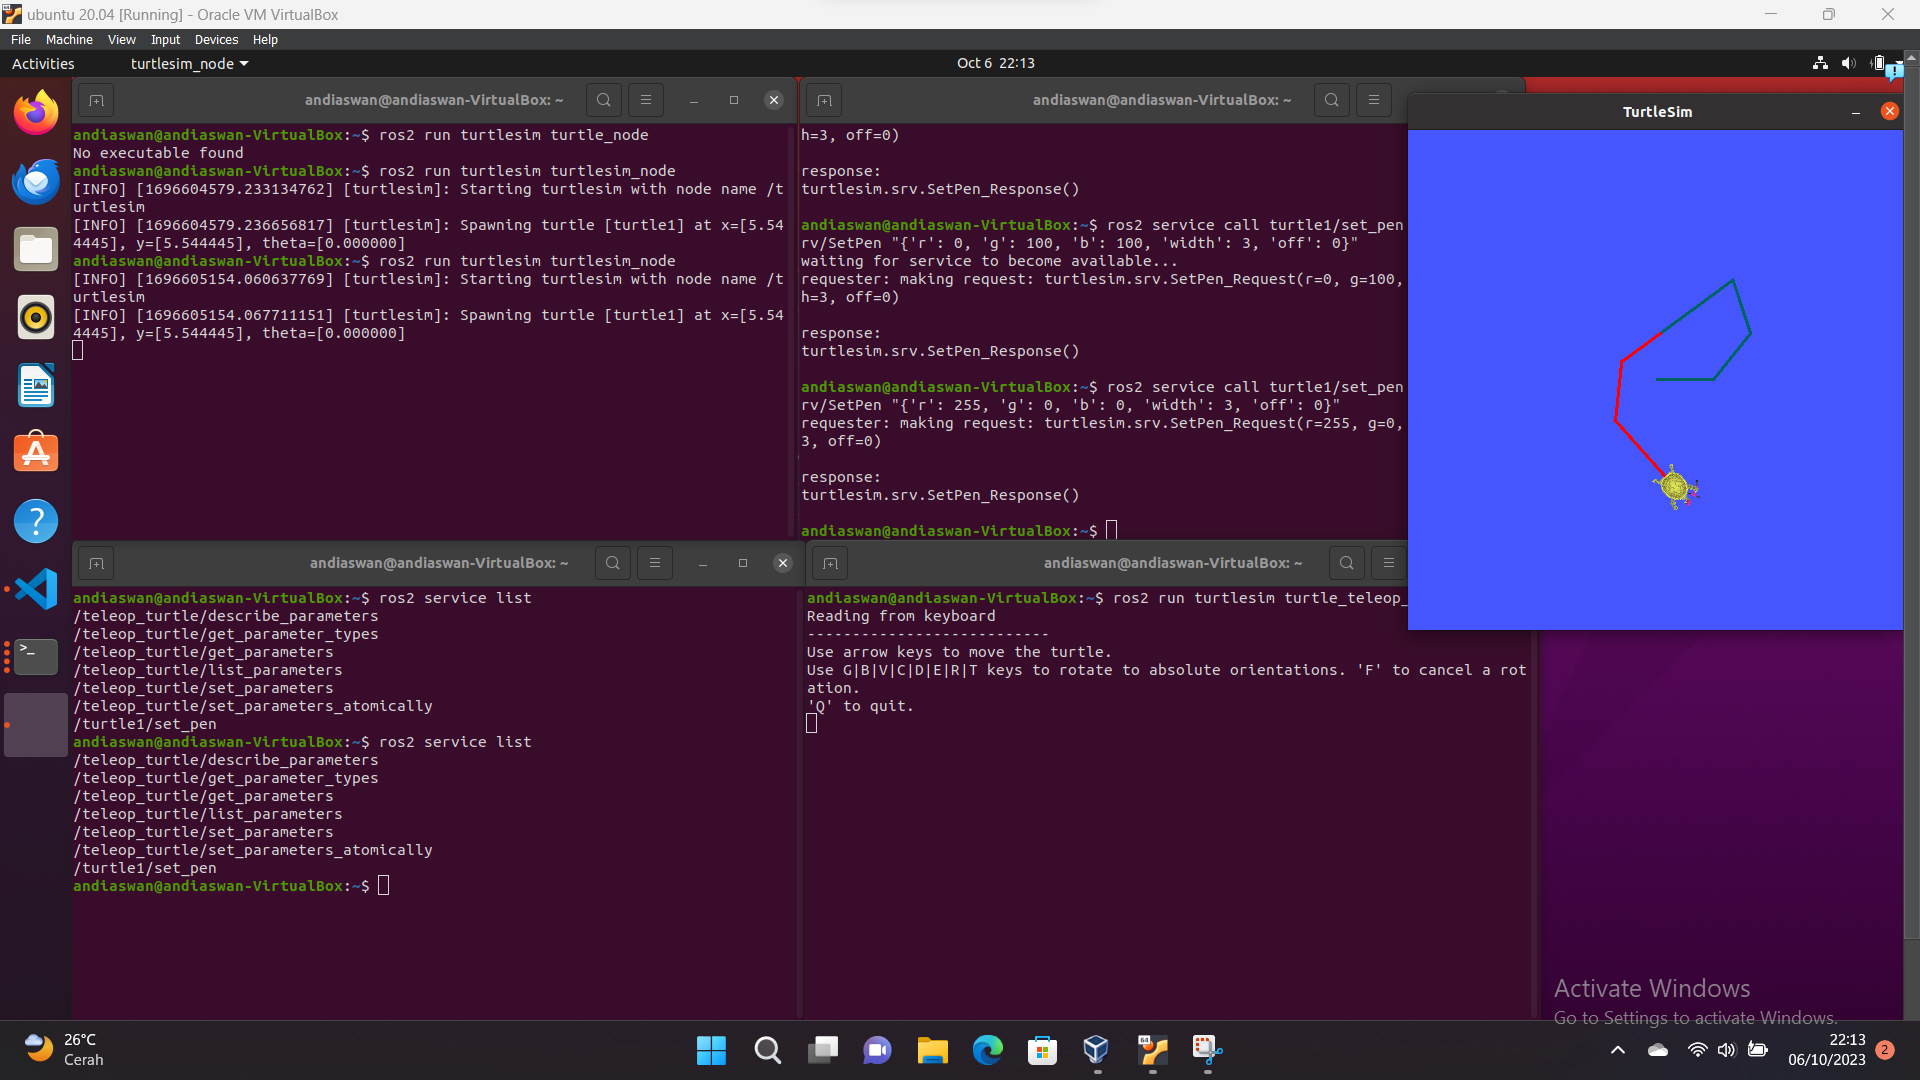 ubuntu 20.04 [Running] - Oracle VM VirtualBox
File Machine View Input Devices Help
Activities turtlesim_node Oct 6 22:13
andiaswan@andiaswan-VirtualBox: ~
andiaswan@andiaswan-VirtualBox:~$ ros2 run turtlesim turtle_node
No executable found
andiaswan@andiaswan-VirtualBox:~$ ros2 run turtlesim turtlesim_node
[INFO] [1696604579.233134762] [turtlesim]: Starting turtlesim with node name /t
urtlesim
[INFO] [1696604579.236656817] [turtlesim]: Spawning turtle [turtle1] at x=[5.54
4445], y=[5.544445], theta=[0.000000]
andiaswan@andiaswan-VirtualBox:~$ ros2 run turtlesim turtlesim_node
[INFO] [1696605154.060637769] [turtlesim]: Starting turtlesim with node name /t
urtlesim
[INFO] [1696605154.067711151] [turtlesim]: Spawning turtle [turtle1] at x=[5.54
4445], y=[5.544445], theta=[0.000000]
andiaswan@andiaswan-VirtualBox: ~
h=3, off=0)
response:
turtlesim.srv.SetPen_Response()
andiaswan@andiaswan-VirtualBox:~$ ros2 service call turtle1/set_pen
rv/SetPen "{'r': 0, 'g': 100, 'b': 100, 'width': 3, 'off': 0}"
waiting for service to become available...
requester: making request: turtlesim.srv.SetPen_Request(r=0, g=100,
h=3, off=0)
response:
turtlesim.srv.SetPen_Response()
andiaswan@andiaswan-VirtualBox:~$ ros2 service call turtle1/set_pen
rv/SetPen "{'r': 255, 'g': 0, 'b': 0, 'width': 3, 'off': 0}"
requester: making request: turtlesim.srv.SetPen_Request(r=255, g=0,
3, off=0)
response:
turtlesim.srv.SetPen_Response()
andiaswan@andiaswan-VirtualBox:~$
TurtleSim
andiaswan@andiaswan-VirtualBox: ~
andiaswan@andiaswan-VirtualBox:~$ ros2 service list
/teleop_turtle/describe_parameters
/teleop_turtle/get_parameter_types
/teleop_turtle/get_parameters
/teleop_turtle/list_parameters
/teleop_turtle/set_parameters
/teleop_turtle/set_parameters_atomically
/turtle1/set_pen
andiaswan@andiaswan-VirtualBox:~$ ros2 service list
/teleop_turtle/describe_parameters
/teleop_turtle/get_parameter_types
/teleop_turtle/get_parameters
/teleop_turtle/list_parameters
/teleop_turtle/set_parameters
/teleop_turtle/set_parameters_atomically
/turtle1/set_pen
andiaswan@andiaswan-VirtualBox:~$
andiaswan@andiaswan-VirtualBox: ~
andiaswan@andiaswan-VirtualBox:~$ ros2 run turtlesim turtle_teleop_
Reading from keyboard
---------------------------
Use arrow keys to move the turtle.
Use G|B|V|C|D|E|R|T keys to rotate to absolute orientations. 'F' to cancel a rot
ation.
'Q' to quit.
Activate Windows
Go to Settings to activate Windows.
26°C
Cerah
64
22:13
06/10/2023
2